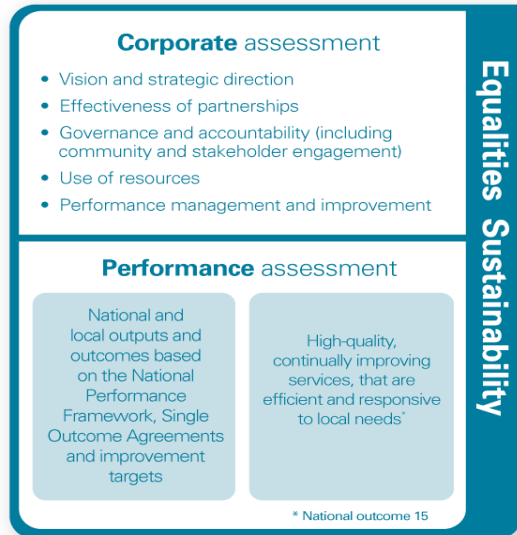 Corporate assessment
• Vision and strategic direction
• Effectiveness of partnerships
• Governance and accountability (including
community and stakeholder engagement)
• Use of resources
• Performance management and improvement
Performance assessment
National and
local outputs and
outcomes based
on the National
Performance
Framework, Single
Outcome Agreements
and improvement
targets
High-quality,
continually improving
services, that are
efficient and responsive
to local needs*
* National outcome 15
Equalities Sustainability